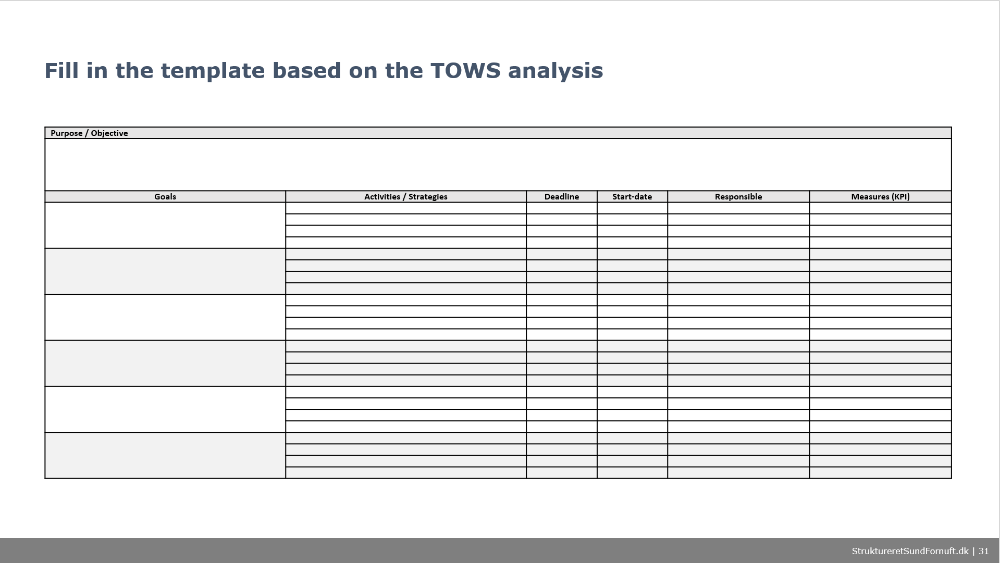 Fill in the template based on the TOWS analysis
Purpose / Objective
Goals Activities / Strategies Deadline Start-date Responsible Measures (KPI)
StruktureretSundFornuft.dk | 31